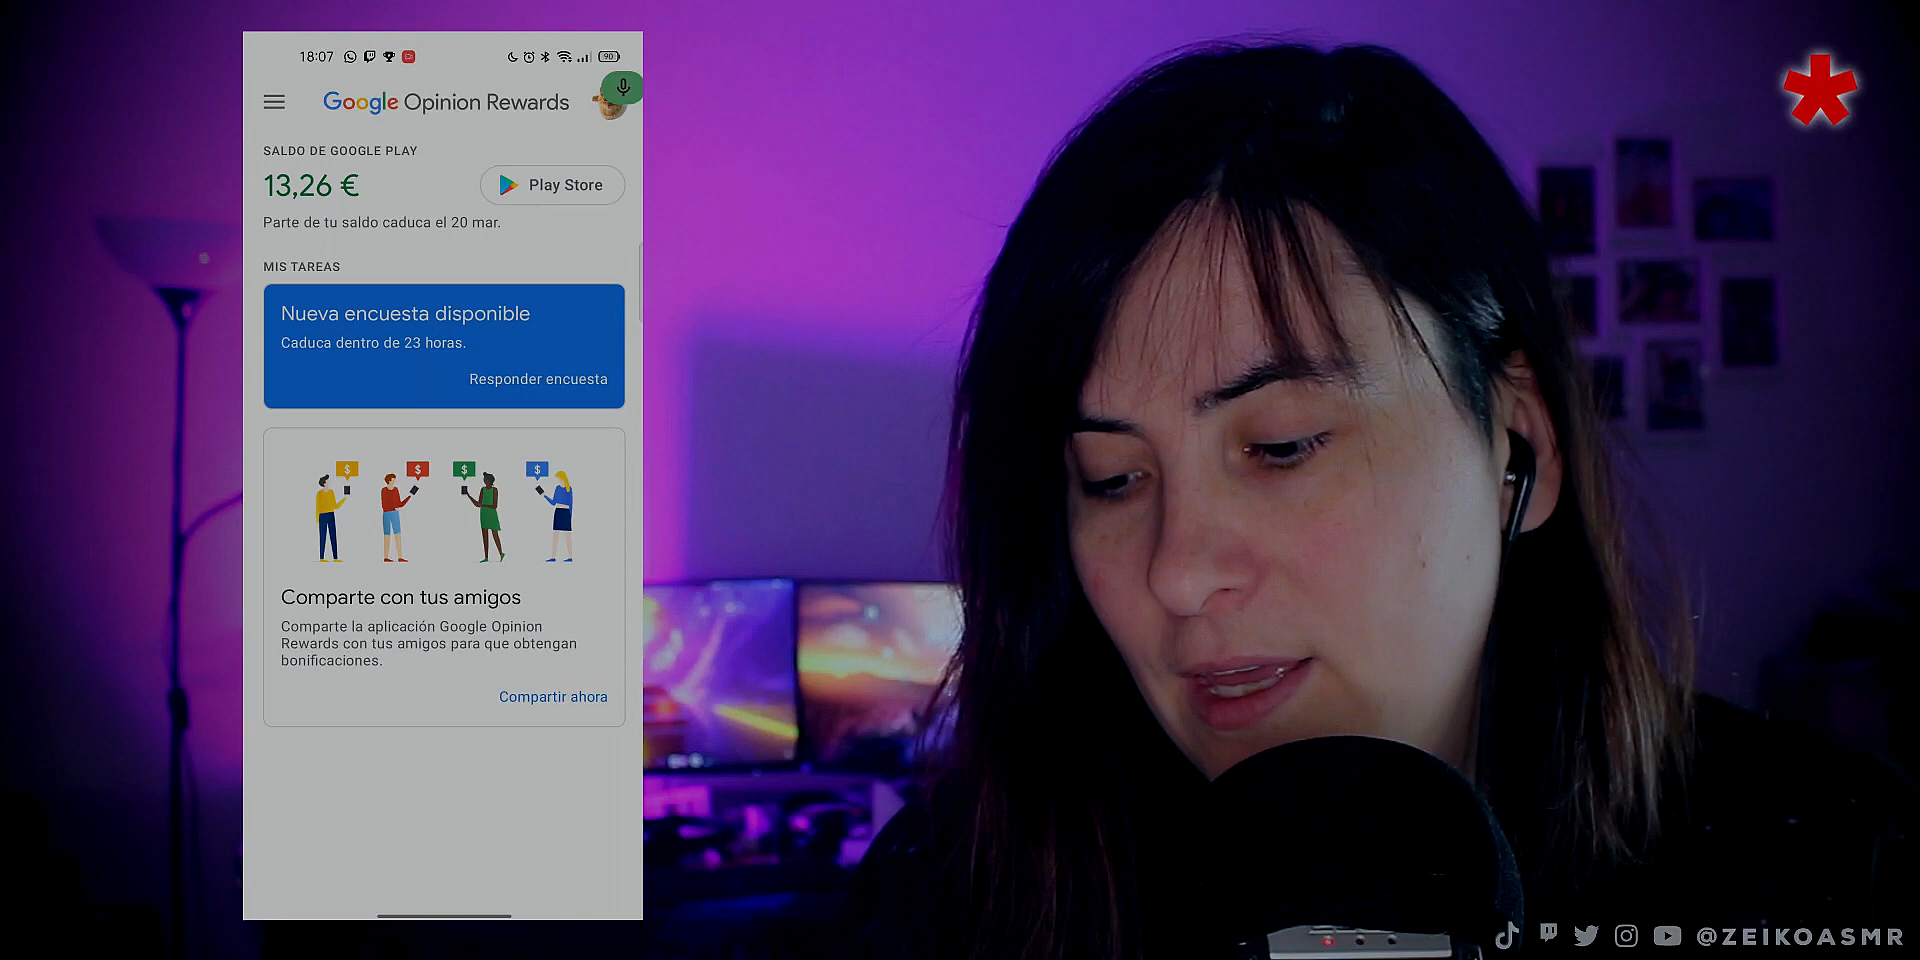 18:07
90
Google Opinion Rewards
SALDO DE GOOGLE PLAY
13,26 €
Play Store
Parte de tu saldo caduca el 20 mar.
MIS TAREAS
Nueva encuesta disponible
Caduca dentro de 23 horas.
Responder encuesta
$ $ $ $
Comparte con tus amigos
Comparte la aplicación Google Opinion
Rewards con tus amigos para que obtengan
bonificaciones.
Compartir ahora
@ZEIKOASMR